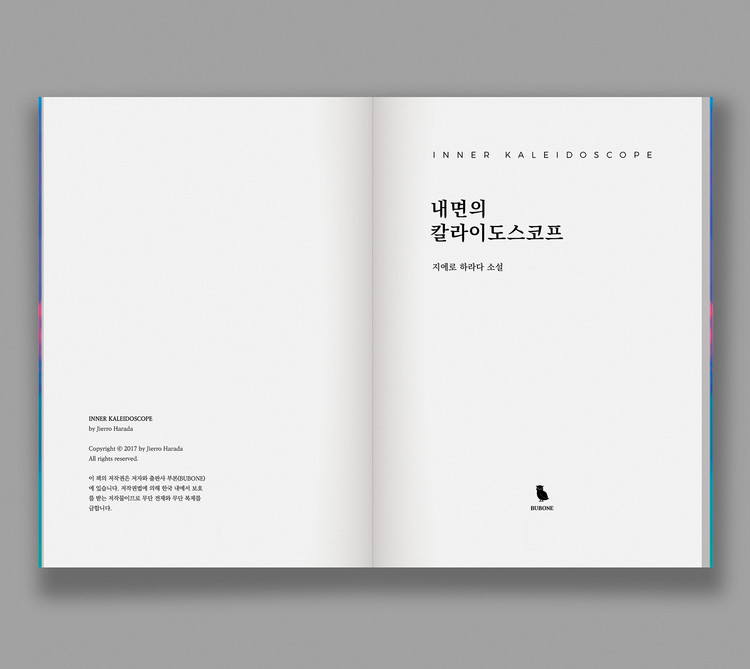 INNER KALEIDOSCOPE
by Jierro Harada
Copyright © 2017 by Jierro Harada
All rights reserved.
이 책의 저작권은 저자와 출판사 부본(BUBONE)
에 있습니다. 저작권법에 의해 한국 내에서 보호
를 받는 저작물이므로 무단 전재와 무단 복제를
금합니다.
INNER KALEIDOSCOPE
내면의
칼라이도스코프
지에로 하라다 소설
BUBONE